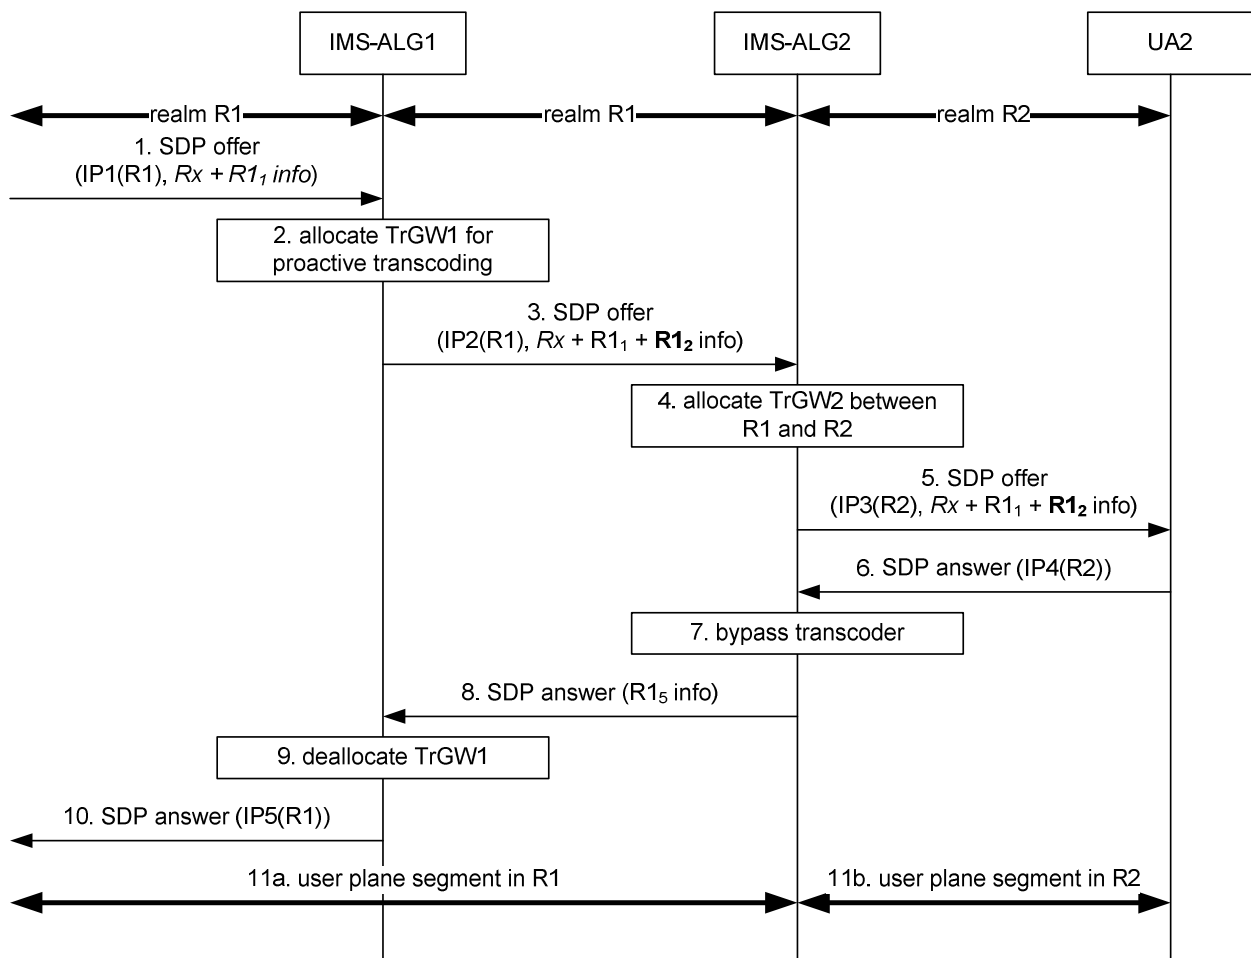 IMS-ALG1
IMS-ALG2
UA2
realm R1
realm R1
realm R2
1. SDP offer
(IP1(R1), Rx + R1₁ info)
2. allocate TrGW1 for
proactive transcoding
3. SDP offer
(IP2(R1), Rx + R1₁ + R1₂ info)
4. allocate TrGW2 between
R1 and R2
5. SDP offer
(IP3(R2), Rx + R1₁ + R1₂ info)
6. SDP answer (IP4(R2))
7. bypass transcoder
8. SDP answer (R1₅ info)
9. deallocate TrGW1
10. SDP answer (IP5(R1))
11a. user plane segment in R1
11b. user plane segment in R2